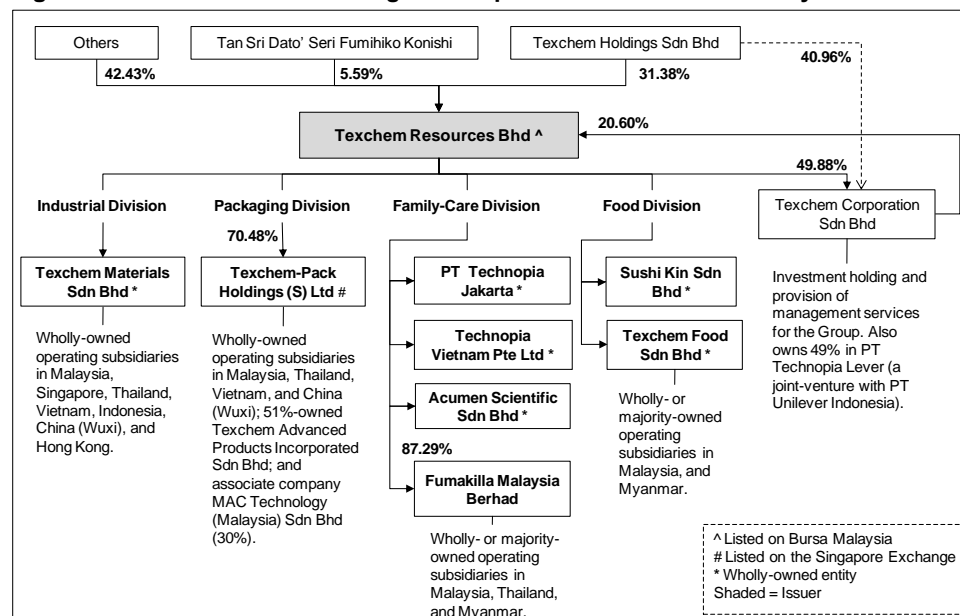 Others
Tan Sri Dato' Seri Fumihiko Konishi
Texchem Holdings Sdn Bhd
42.43%
5.59%
31.38%
40.96%
Texchem Resources Bhd ^
20.60%
49.88%
Industrial Division
Packaging Division
Family-Care Division
Food Division
Texchem Corporation
Sdn Bhd
70.48%
Texchem Materials
Sdn Bhd *
Wholly-owned
operating subsidiaries
in Malaysia,
Singapore, Thailand,
Vietnam, Indonesia,
China (Wuxi), and
Hong Kong.
Texchem-Pack
Holdings (S) Ltd #
Wholly-owned
operating subsidiaries
in Malaysia, Thailand,
Vietnam, and China
(Wuxi); 51%-owned
Texchem Advanced
Products Incorporated
Sdn Bhd; and
associate company
MAC Technology
(Malaysia) Sdn Bhd
(30%).
PT Technopia
Jakarta *
Technopia
Vietnam Pte Ltd *
Acumen Scientific
Sdn Bhd *
87.29%
Fumakilla Malaysia
Berhad
Wholly- or majority-
owned operating
subsidiaries in
Malaysia, Thailand,
and Myanmar.
Sushi Kin Sdn
Bhd *
Texchem Food
Sdn Bhd *
Wholly- or
majority-owned
operating
subsidiaries in
Malaysia, and
Myanmar.
Investment holding and
provision of
management services
for the Group. Also
owns 49% in PT
Technopia Lever (a
joint-venture with PT
Unilever Indonesia).
^ Listed on Bursa Malaysia
# Listed on the Singapore Exchange
* Wholly-owned entity
Shaded = Issuer